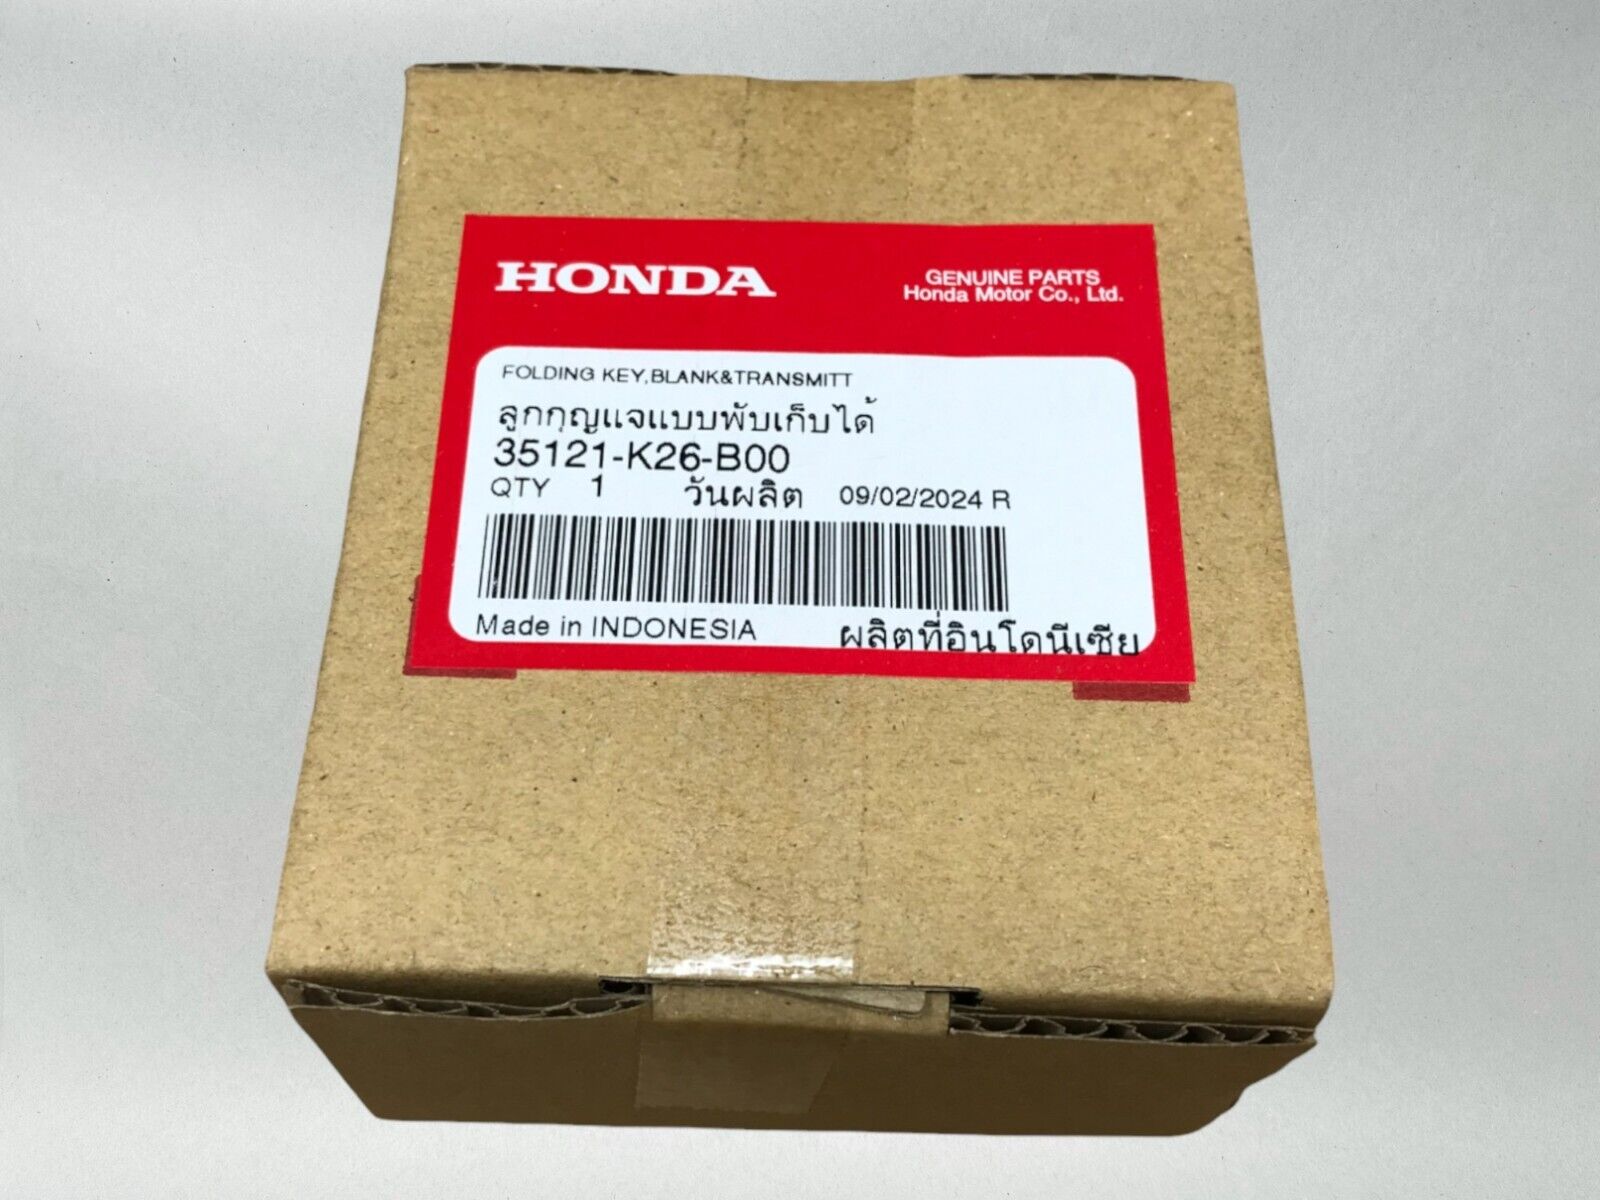 HONDA
GENUINE PARTS
Honda Motor Co., Ltd.
FOLDING KEY,BLANK&TRANSMITT
ลูกกุญแจแบบพับเก็บได้
35121-K26-B00
QTY 1 วันผลิต 09/02/2024 R
Made in INDONESIA ผลิตที่อินโดนีเซีย